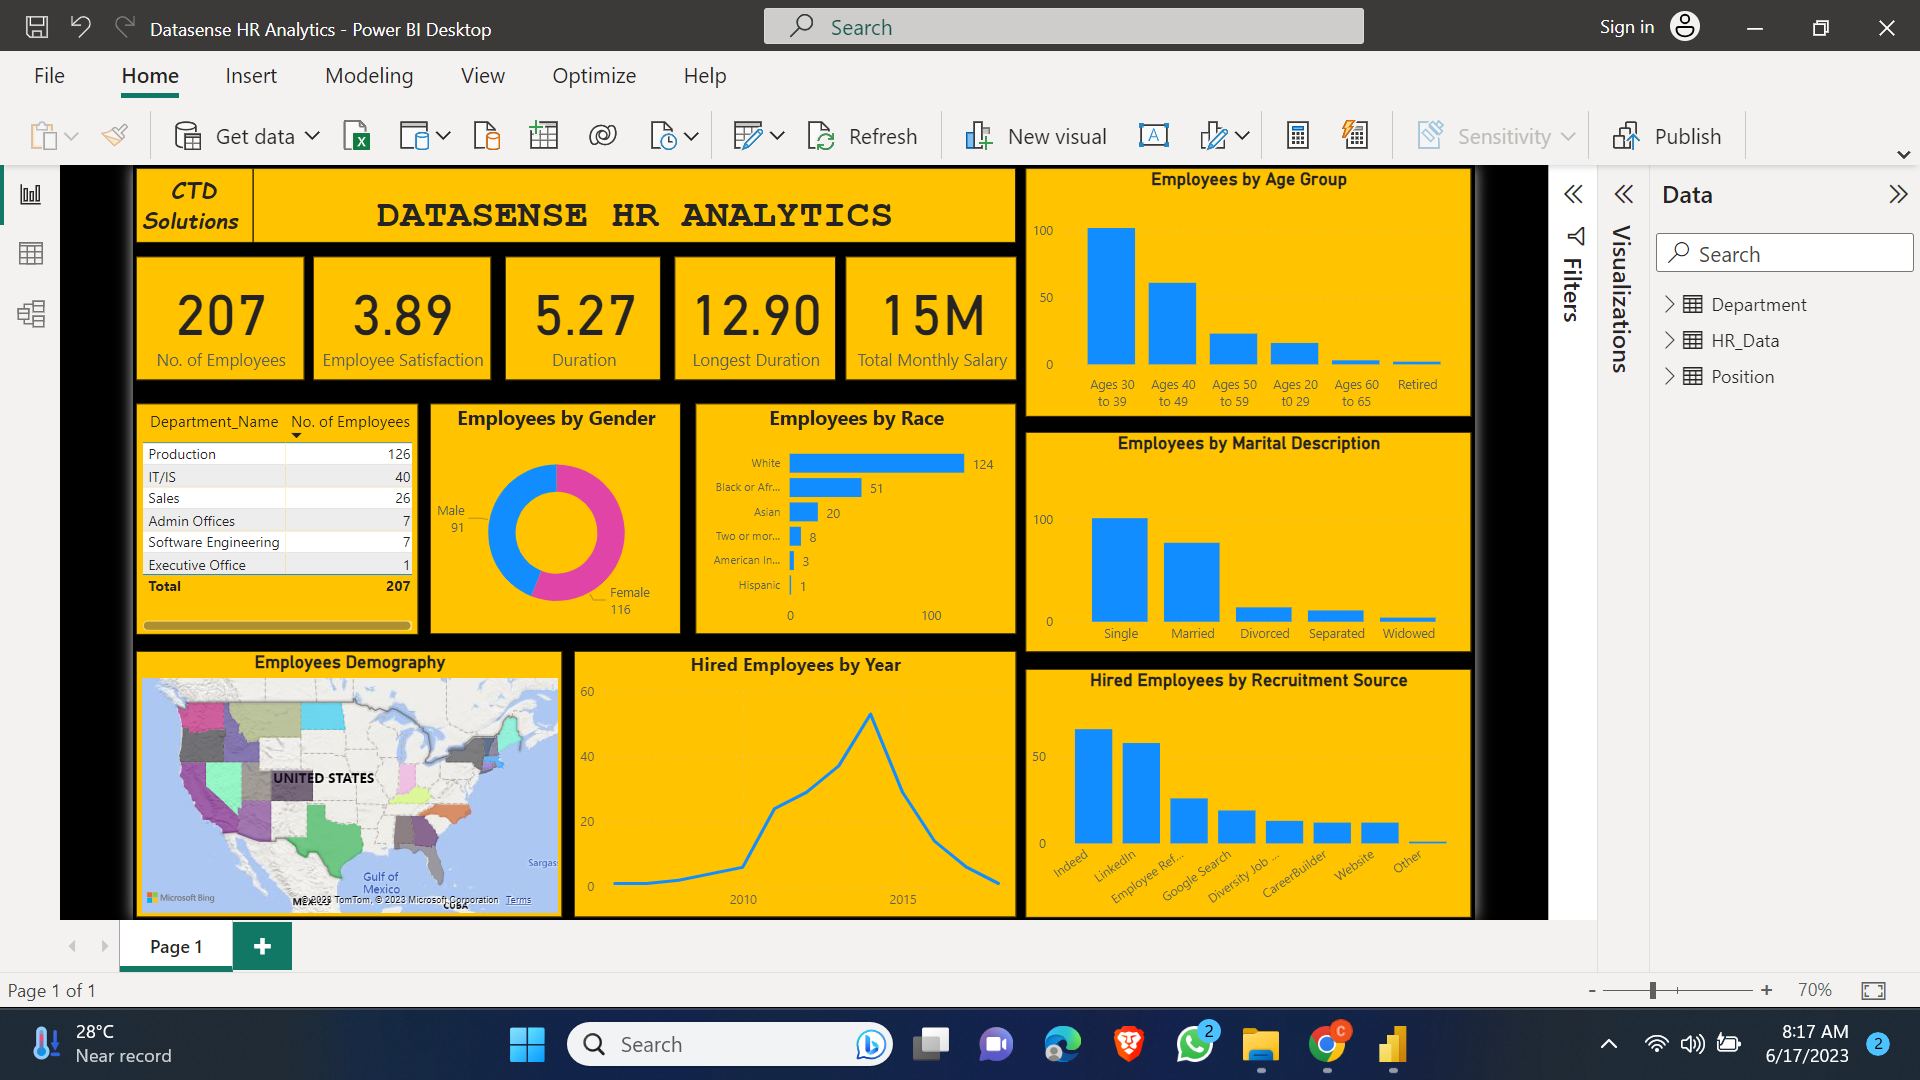 Datasense HR Analytics - Power BI Desktop
Search
Sign in
File
Home
Insert
Modeling
View
Optimize
Help
Get data
Refresh
New visual
Sensitivity
Publish
CTD
Solutions
DATASENSE HR ANALYTICS
207
No. of Employees
3.89
Employee Satisfaction
5.27
Duration
12.90
Longest Duration
15M
Total Monthly Salary
Employees by Age Group
100
50
0
Ages 30
to 39
Ages 40
to 49
Ages 50
to 59
Ages 20
t0 29
Ages 60
to 65
Retired
Department_Name No. of Employees
Production 126
IT/IS 40
Sales 26
Admin Offices 7
Software Engineering 7
Executive Office 1
Total 207
Employees by Gender
Male
91
Female
116
Employees by Race
White 124
Black or Afr... 51
Asian 20
Two or mor... 8
American In... 3
Hispanic 1
0 100
Employees by Marital Description
100
0
Single Married Divorced Separated Widowed
Employees Demography
UNITED STATES
Gulf of
Mexico
Sargas
MEXICO
CUBA
Microsoft Bing
© 2023 TomTom, © 2023 Microsoft Corporation Terms
Hired Employees by Year
60
40
20
0
2010 2015
Hired Employees by Recruitment Source
50
0
Indeed
LinkedIn
Employee Ref...
Google Search
Diversity Job ...
CareerBuilder
Website
Other
Filters
Visualizations
Data
Search
Department
HR_Data
Position
Page 1
Page 1 of 1
- + 70%
28°C
Near record
Search
2
C
8:17 AM
6/17/2023
2